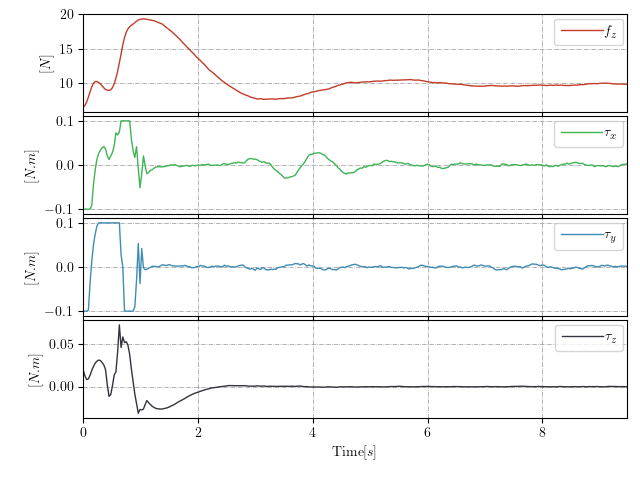 20
15
10
[N]
f_z
0.1
0.0
−0.1
[N.m]
τ_x
0.1
0.0
−0.1
[N.m]
τ_y
0.05
0.00
[N.m]
τ_z
0 2 4 6 8
Time[s]